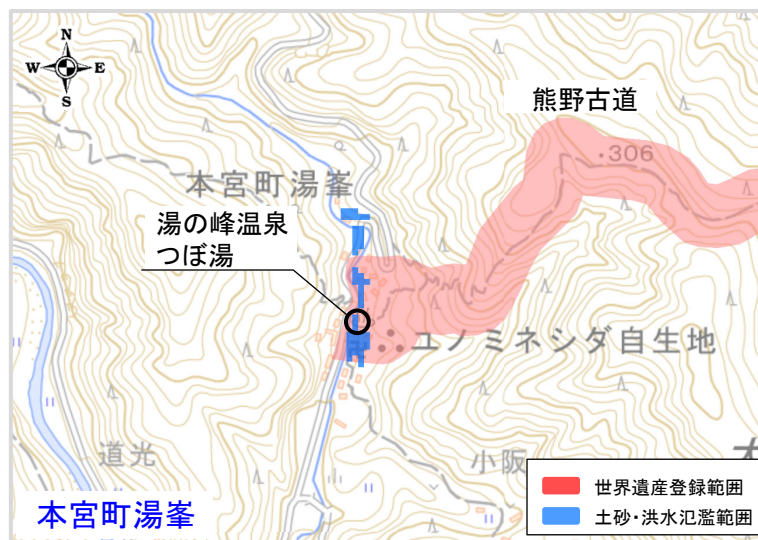 N
W E
S
熊野古道
・306
本宮町湯峯
湯の峰温泉
つぼ湯
ユノミネシダ自生地
道光
小阪
世界遺産登録範囲
土砂・洪水氾濫範囲
本宮町湯峯